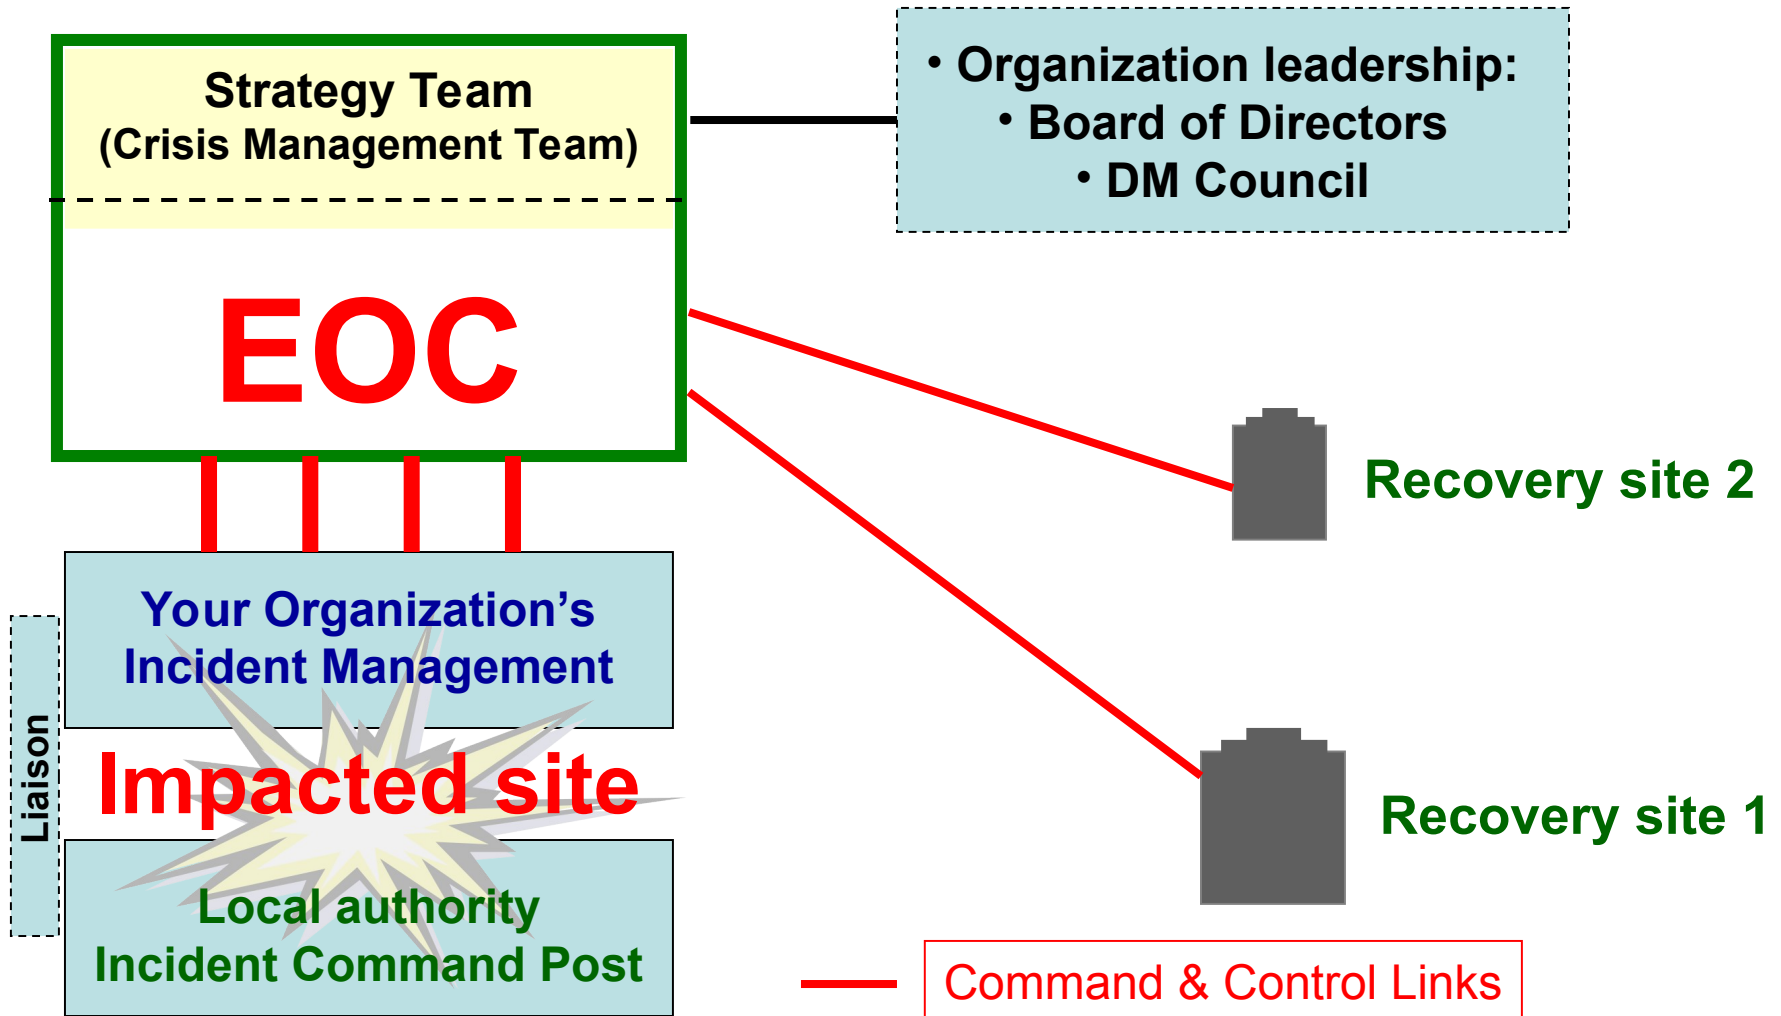 Strategy Team
(Crisis Management Team)
• Organization leadership:
• Board of Directors
• DM Council
EOC
Recovery site 2
Your Organization’s
Incident Management
Liaison
Impacted site
Recovery site 1
Local authority
Incident Command Post
Command & Control Links